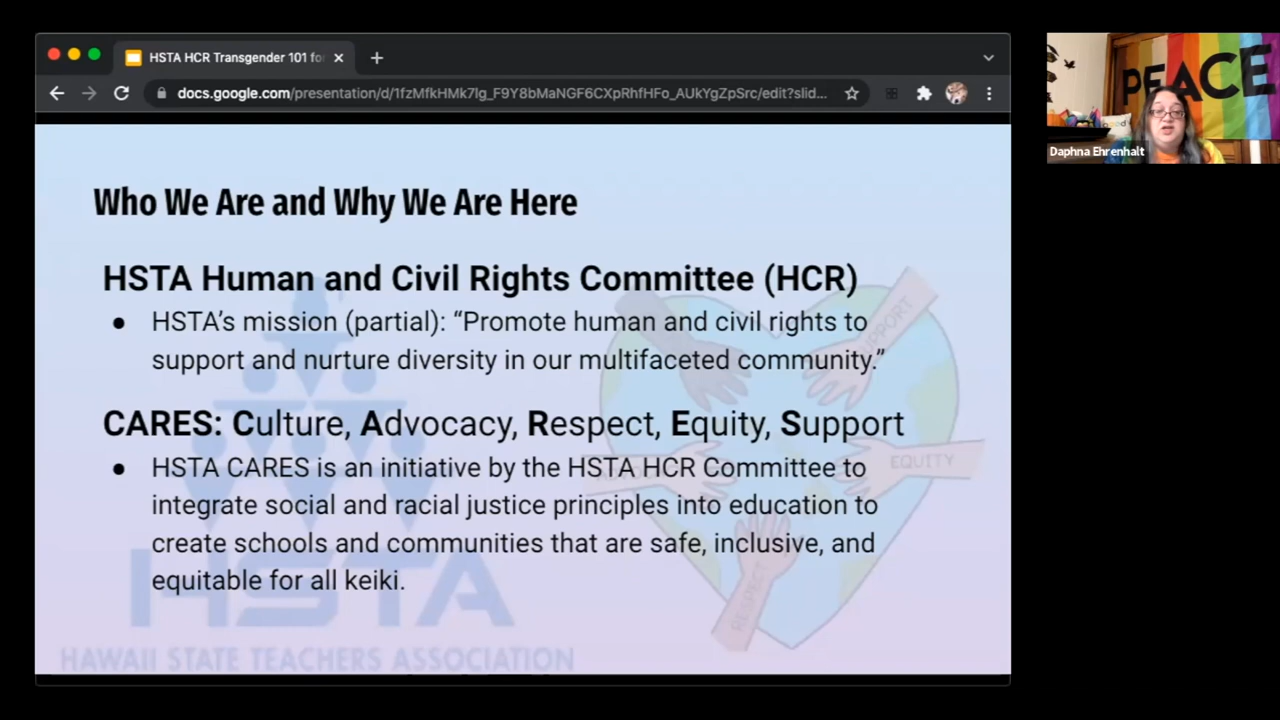 HSTA HCR Transgender 101 fo
docs.google.com/presentation/d/1fzMfkHMk7lg_F9Y8bMaNGF6CXpRhfHFo_AUkYgZpSrc/edit?slid...
PEACE
good
Daphna Ehrenhalt
Who We Are and Why We Are Here
HSTA Human and Civil Rights Committee (HCR)
● HSTA’s mission (partial): “Promote human and civil rights to
support and nurture diversity in our multifaceted community.”
CARES: Culture, Advocacy, Respect, Equity, Support
● HSTA CARES is an initiative by the HSTA HCR Committee to
integrate social and racial justice principles into education to
create schools and communities that are safe, inclusive, and
equitable for all keiki.
SUPPORT
EQUITY
RESPECT
HSTA
HAWAII STATE TEACHERS ASSOCIATION